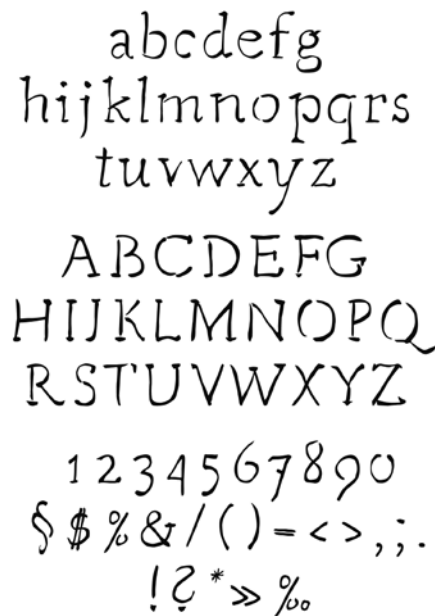 abcdefg
hijklmnopqrs
tuvwxyz
ABCDEFG
HIJKLMNOPQ
RSTUVWXYZ
1234567890
§$%&/()=<>,;.
!?*»‰